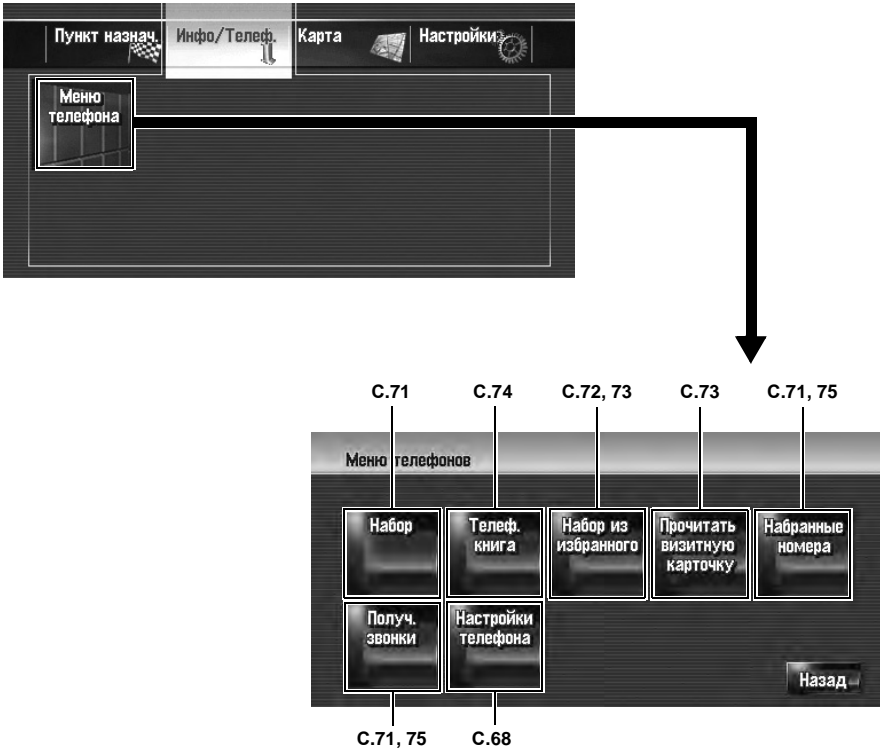 Пункт назнач.
Инфо/Телеф.
Карта
Настройки
Меню
телефона
С.71
С.74
С.72, 73
С.73
С.71, 75
Меню телефонов
Набор
Телеф.
книга
Набор из
избранного
Прочитать
визитную
карточку
Набранные
номера
Получ.
звонки
Настройки
телефона
Назад
С.71, 75
С.68